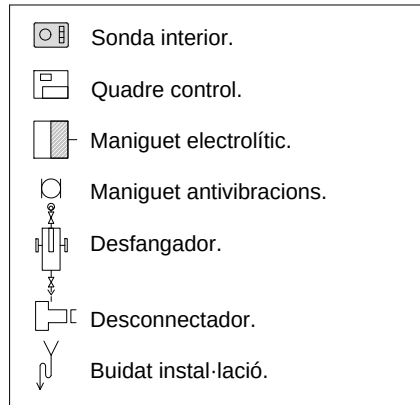 Sonda interior.
Quadre control.
Maniguet electrolític.
Maniguet antivibracions.
Desfangador.
Desconnectador.
Buidat instal·lació.